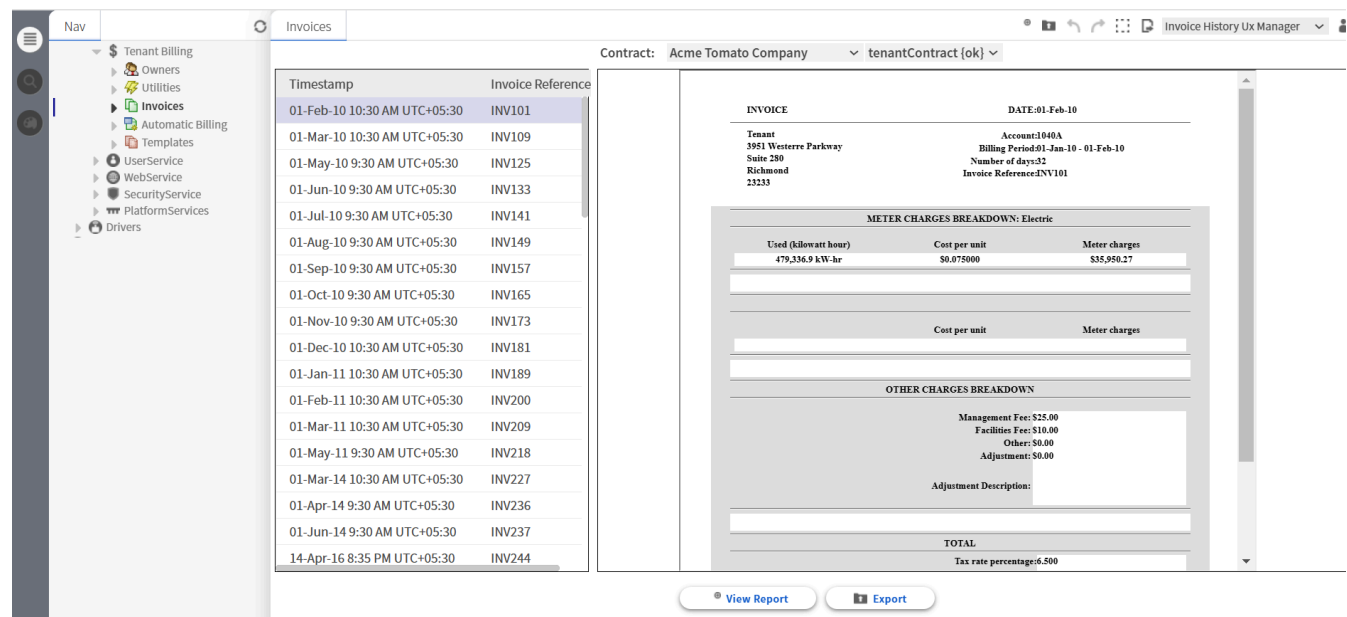 Nav
Tenant Billing
Owners
Utilities
Invoices
Automatic Billing
Templates
UserService
WebService
SecurityService
PlatformServices
Drivers
Invoices
Invoice History Ux Manager
Contract: Acme Tomato Company tenantContract {ok}
Timestamp Invoice Reference
01-Feb-10 10:30 AM UTC+05:30 INV101
01-Mar-10 10:30 AM UTC+05:30 INV109
01-May-10 9:30 AM UTC+05:30 INV125
01-Jun-10 9:30 AM UTC+05:30 INV133
01-Jul-10 9:30 AM UTC+05:30 INV141
01-Aug-10 9:30 AM UTC+05:30 INV149
01-Sep-10 9:30 AM UTC+05:30 INV157
01-Oct-10 9:30 AM UTC+05:30 INV165
01-Nov-10 9:30 AM UTC+05:30 INV173
01-Dec-10 10:30 AM UTC+05:30 INV181
01-Jan-11 10:30 AM UTC+05:30 INV189
01-Feb-11 10:30 AM UTC+05:30 INV200
01-Mar-11 10:30 AM UTC+05:30 INV209
01-May-11 9:30 AM UTC+05:30 INV218
01-Mar-14 10:30 AM UTC+05:30 INV227
01-Apr-14 9:30 AM UTC+05:30 INV236
01-Jun-14 9:30 AM UTC+05:30 INV237
14-Apr-16 8:35 PM UTC+05:30 INV244
INVOICE DATE:01-Feb-10
Tenant
3951 Westerre Parkway
Suite 280
Richmond
23233
Account:1040A
Billing Period:01-Jan-10 - 01-Feb-10
Number of days:32
Invoice Reference:INV101
METER CHARGES BREAKDOWN: Electric
Used (kilowatt hour) Cost per unit Meter charges
479,336.9 kW-hr $0.075000 $35,950.27
Cost per unit Meter charges
OTHER CHARGES BREAKDOWN
Management Fee: $25.00
Facilities Fee: $10.00
Other: $0.00
Adjustment: $0.00
Adjustment Description:
TOTAL
Tax rate percentage:6.500
View Report Export